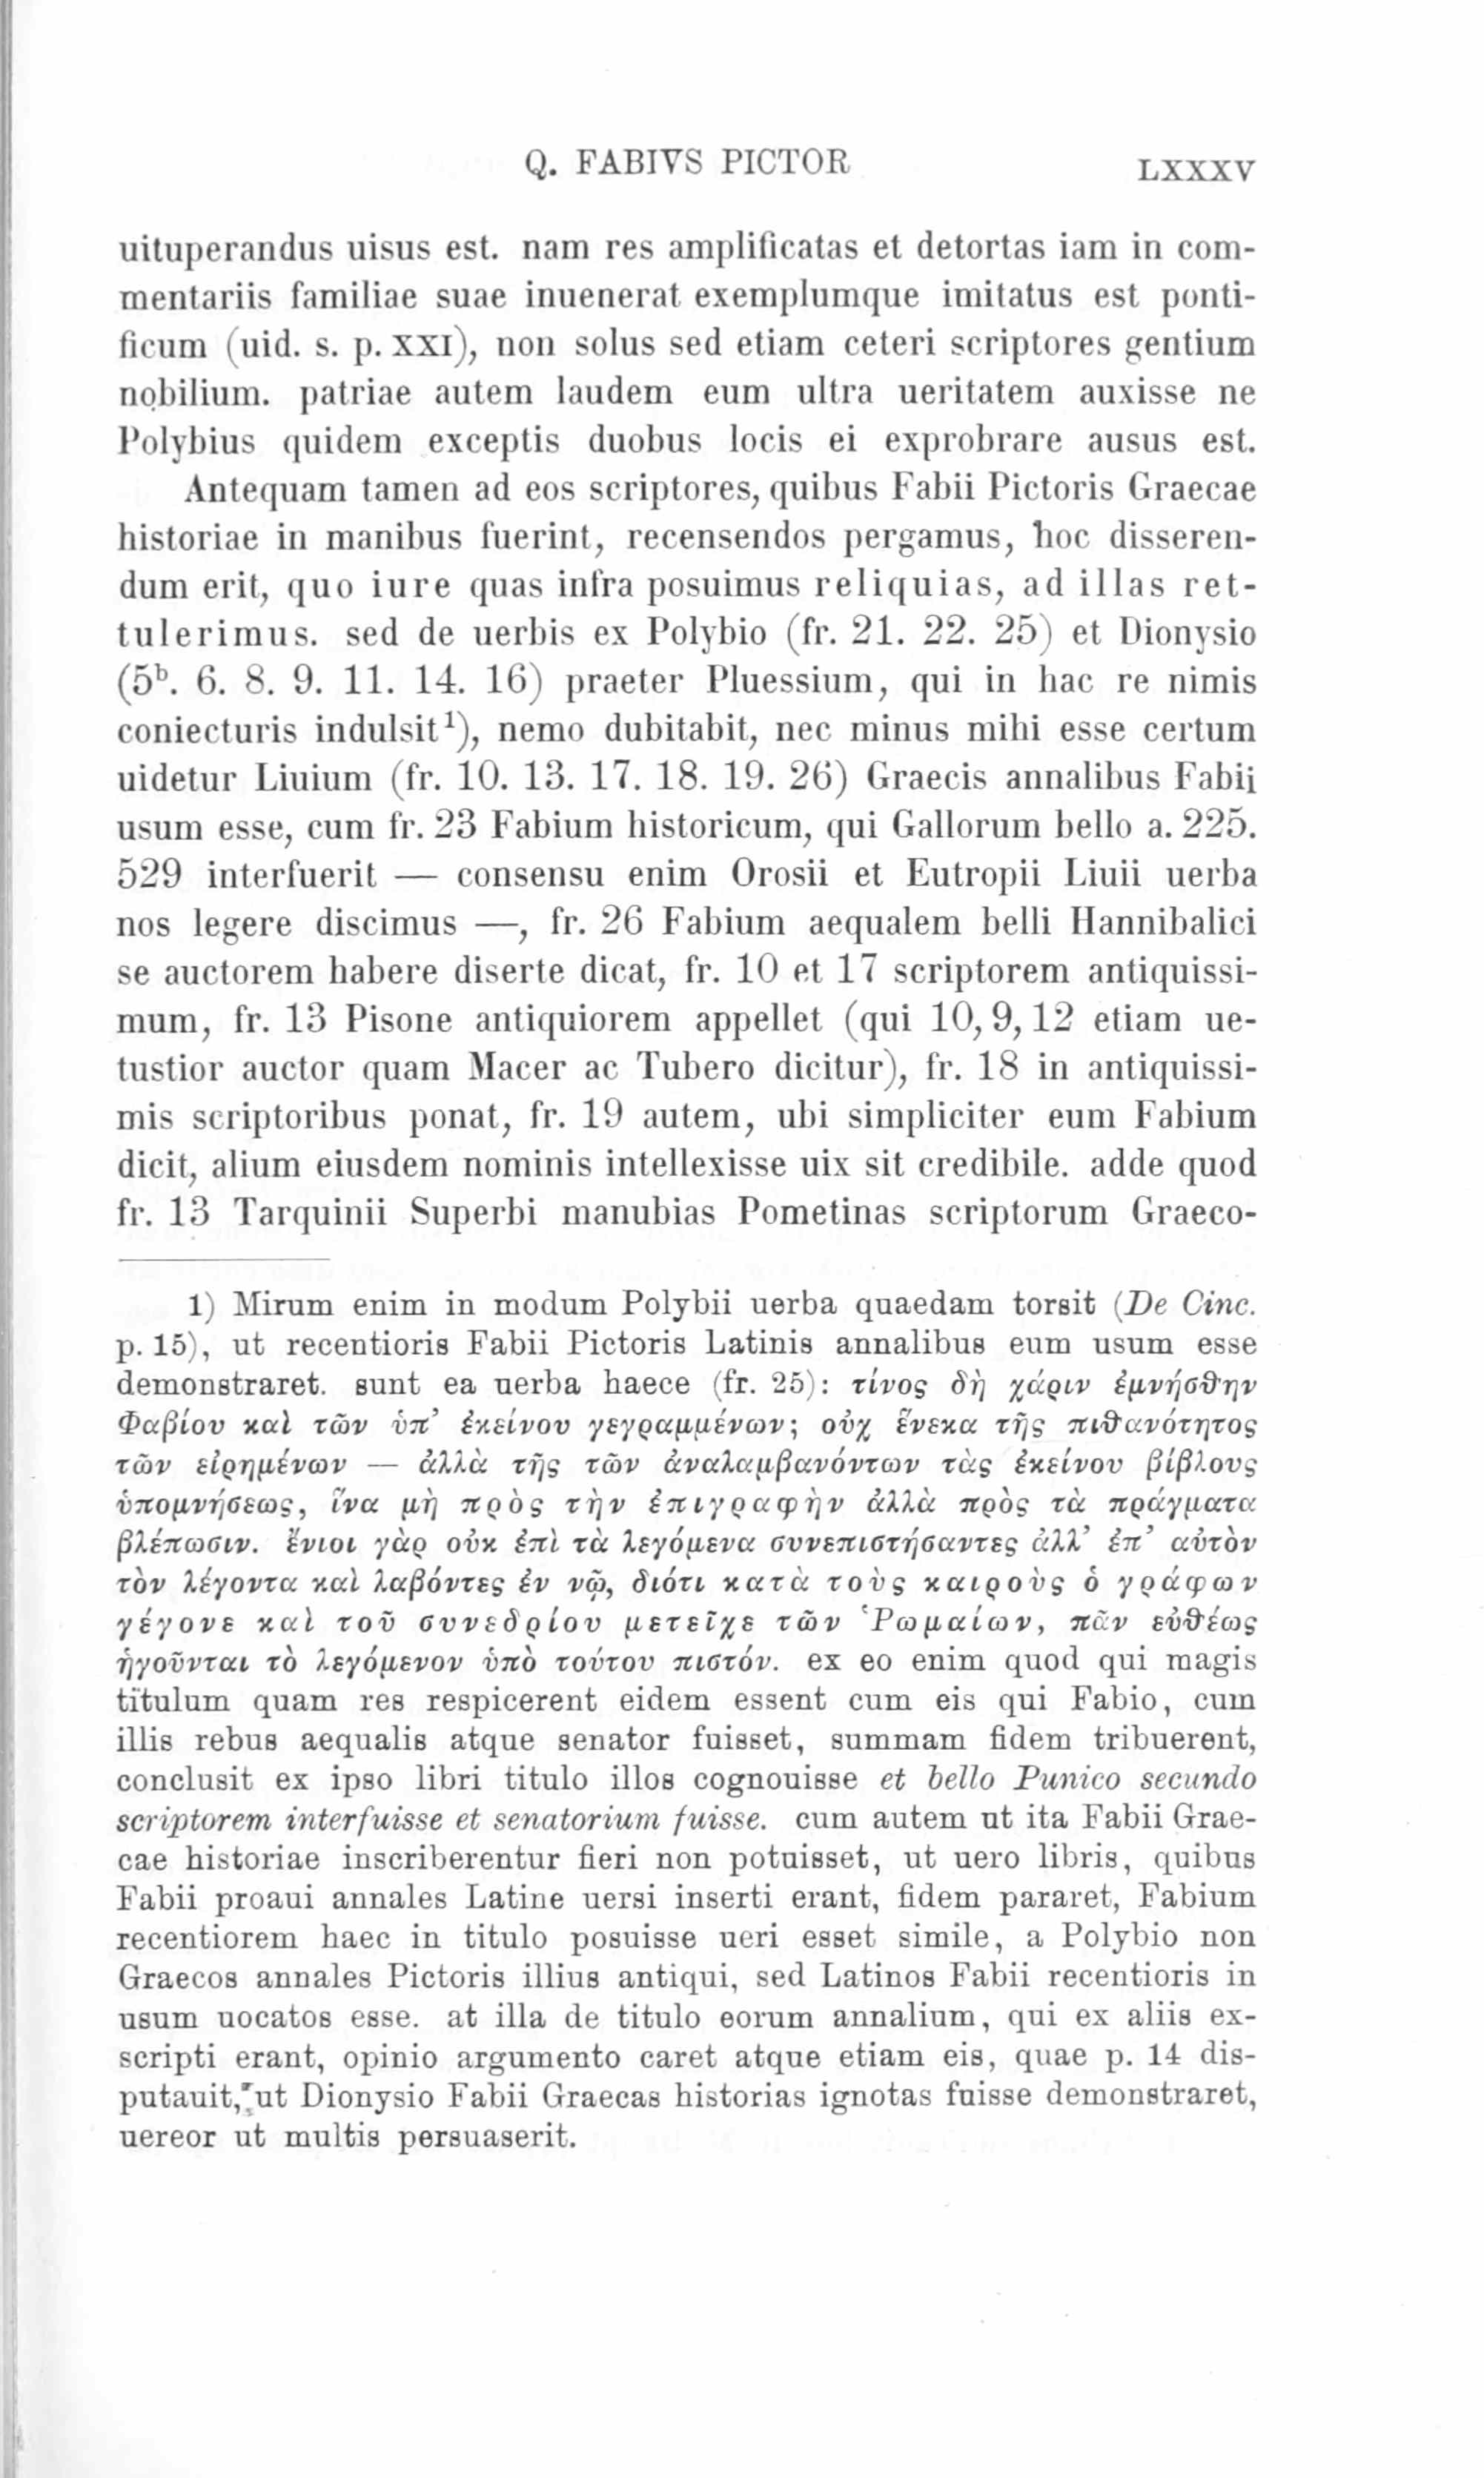 Q. FABIVS PICTOR LXXXV
uituperandus uisus est. nam res amplificatas et detortas iam in com-
mentariis familiae suae inuenerat exemplumque imitatus est ponti-
ficum (uid. s. p. XXI), non solus sed etiam ceteri scriptores gentium
nobilium. patriae autem laudem eum ultra ueritatem auxisse ne
Polybius quidem exceptis duobus locis ei exprobrare ausus est.
Antequam tamen ad eos scriptores, quibus Fabii Pictoris Graecae
historiae in manibus fuerint, recensendos pergamus, hoc disseren-
dum erit, quo iure quas infra posuimus reliquias, ad illas ret-
tulerimus. sed de uerbis ex Polybio (fr. 21. 22. 25) et Dionysio
(5ᵇ. 6. 8. 9. 11. 14. 16) praeter Pluessium, qui in hac re nimis
coniecturis indulsit¹), nemo dubitabit, nec minus mihi esse certum
uidetur Liuium (fr. 10. 13. 17. 18. 19. 26) Graecis annalibus Fabii
usum esse, cum fr. 23 Fabium historicum, qui Gallorum bello a. 225.
529 interfuerit — consensu enim Orosii et Eutropii Liuii uerba
nos legere discimus —, fr. 26 Fabium aequalem belli Hannibalici
se auctorem habere diserte dicat, fr. 10 et 17 scriptorem antiquissi-
mum, fr. 13 Pisone antiquiorem appellet (qui 10, 9, 12 etiam ue-
tustior auctor quam Macer ac Tubero dicitur), fr. 18 in antiquissi-
mis scriptoribus ponat, fr. 19 autem, ubi simpliciter eum Fabium
dicit, alium eiusdem nominis intellexisse uix sit credibile. adde quod
fr. 13 Tarquinii Superbi manubias Pometinas scriptorum Graeco-
1) Mirum enim in modum Polybii uerba quaedam torsit (De Cinc.
p. 15), ut recentioris Fabii Pictoris Latinis annalibus eum usum esse
demonstraret. sunt ea uerba haece (fr. 25): τίνος δὴ χάριν ἐμνήσθην
Φαβίου καὶ τῶν ὑπ’ ἐκείνου γεγραμμένων; οὐχ ἕνεκα τῆς πιθανότητος
τῶν εἰρημένων — ἀλλὰ τῆς τῶν ἀναλαμβανόντων τὰς ἐκείνου βίβλους
ὑπομνήσεως, ἵνα μὴ πρὸς τὴν ἐπιγραφὴν ἀλλὰ πρὸς τὰ πράγματα
βλέπωσιν. ἔνιοι γὰρ οὐκ ἐπὶ τὰ λεγόμενα συνεπιστήσαντες ἀλλ’ ἐπ’ αὐτὸν
τὸν λέγοντα καὶ λαβόντες ἐν νῷ, διότι κατὰ τοὺς καιροὺς ὁ γράφων
γέγονε καὶ τοῦ συνεδρίου μετεῖχε τῶν Ῥωμαίων, πᾶν εὐθέως
ἡγοῦνται τὸ λεγόμενον ὑπὸ τούτου πιστόν. ex eo enim quod qui magis
titulum quam res respicerent eidem essent cum eis qui Fabio, cum
illis rebus aequalis atque senator fuisset, summam fidem tribuerent,
conclusit ex ipso libri titulo illos cognouisse et bello Punico secundo
scriptorem interfuisse et senatorium fuisse. cum autem ut ita Fabii Grae-
cae historiae inscriberentur fieri non potuisset, ut uero libris, quibus
Fabii proaui annales Latine uersi inserti erant, fidem pararet, Fabium
recentiorem haec in titulo posuisse ueri esset simile, a Polybio non
Graecos annales Pictoris illius antiqui, sed Latinos Fabii recentioris in
usum uocatos esse. at illa de titulo eorum annalium, qui ex aliis ex-
scripti erant, opinio argumento caret atque etiam eis, quae p. 14 dis-
putauit, ut Dionysio Fabii Graecas historias ignotas fuisse demonstraret,
uereor ut multis persuaserit.